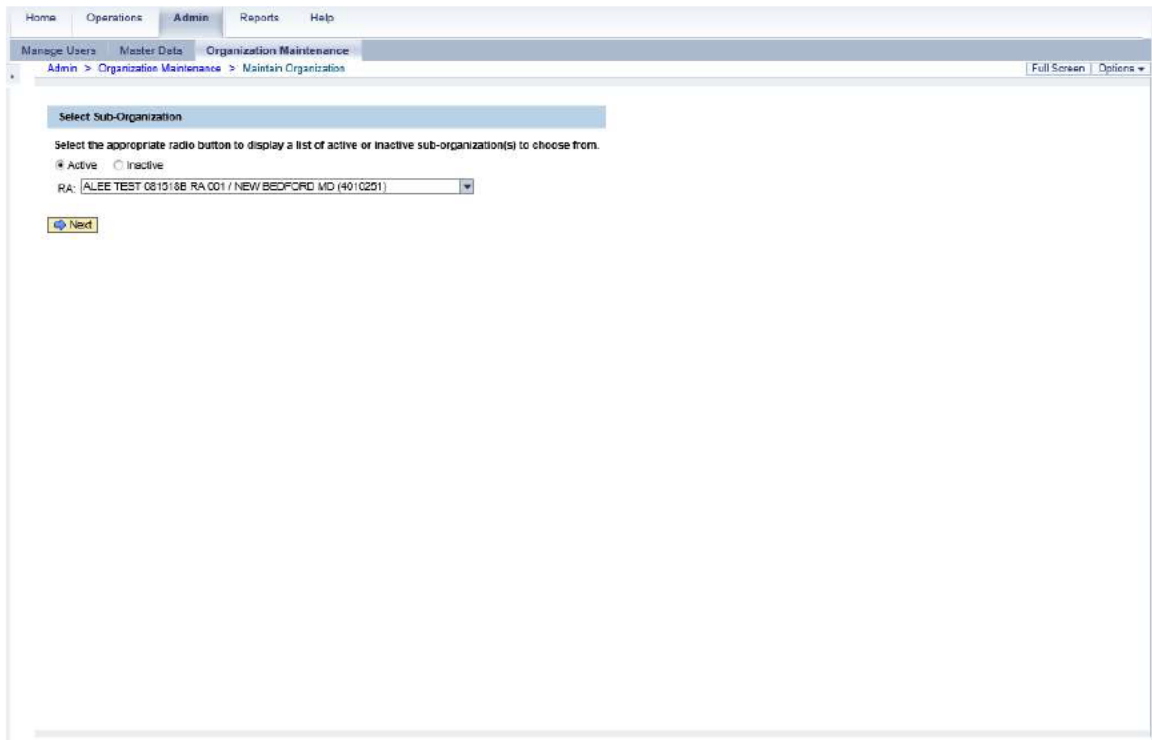 Home Operations Admin Reports Help
Manage Users Master Data Organization Maintenance
Admin > Organization Maintenance > Maintain Organization Full Screen Options
Select Sub-Organization
Select the appropriate radio button to display a list of active or inactive sub-organization(s) to choose from.
Active Inactive
RA: ALEE TEST 081518B RA 001 / NEW BEDFORD MD (4010251)
Next